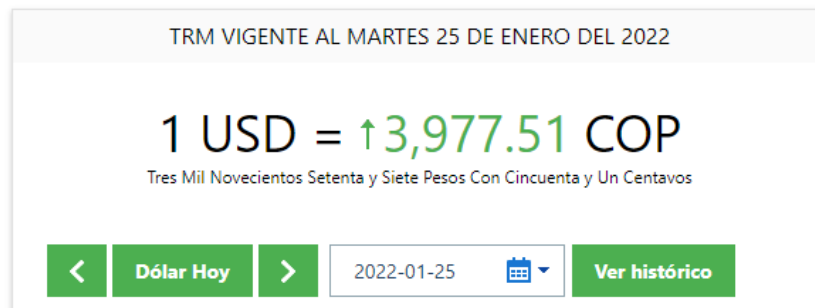 TRM VIGENTE AL MARTES 25 DE ENERO DEL 2022
1 USD = ↑3,977.51 COP
Tres Mil Novecientos Setenta y Siete Pesos Con Cincuenta y Un Centavos
Dólar Hoy 2022-01-25 Ver histórico